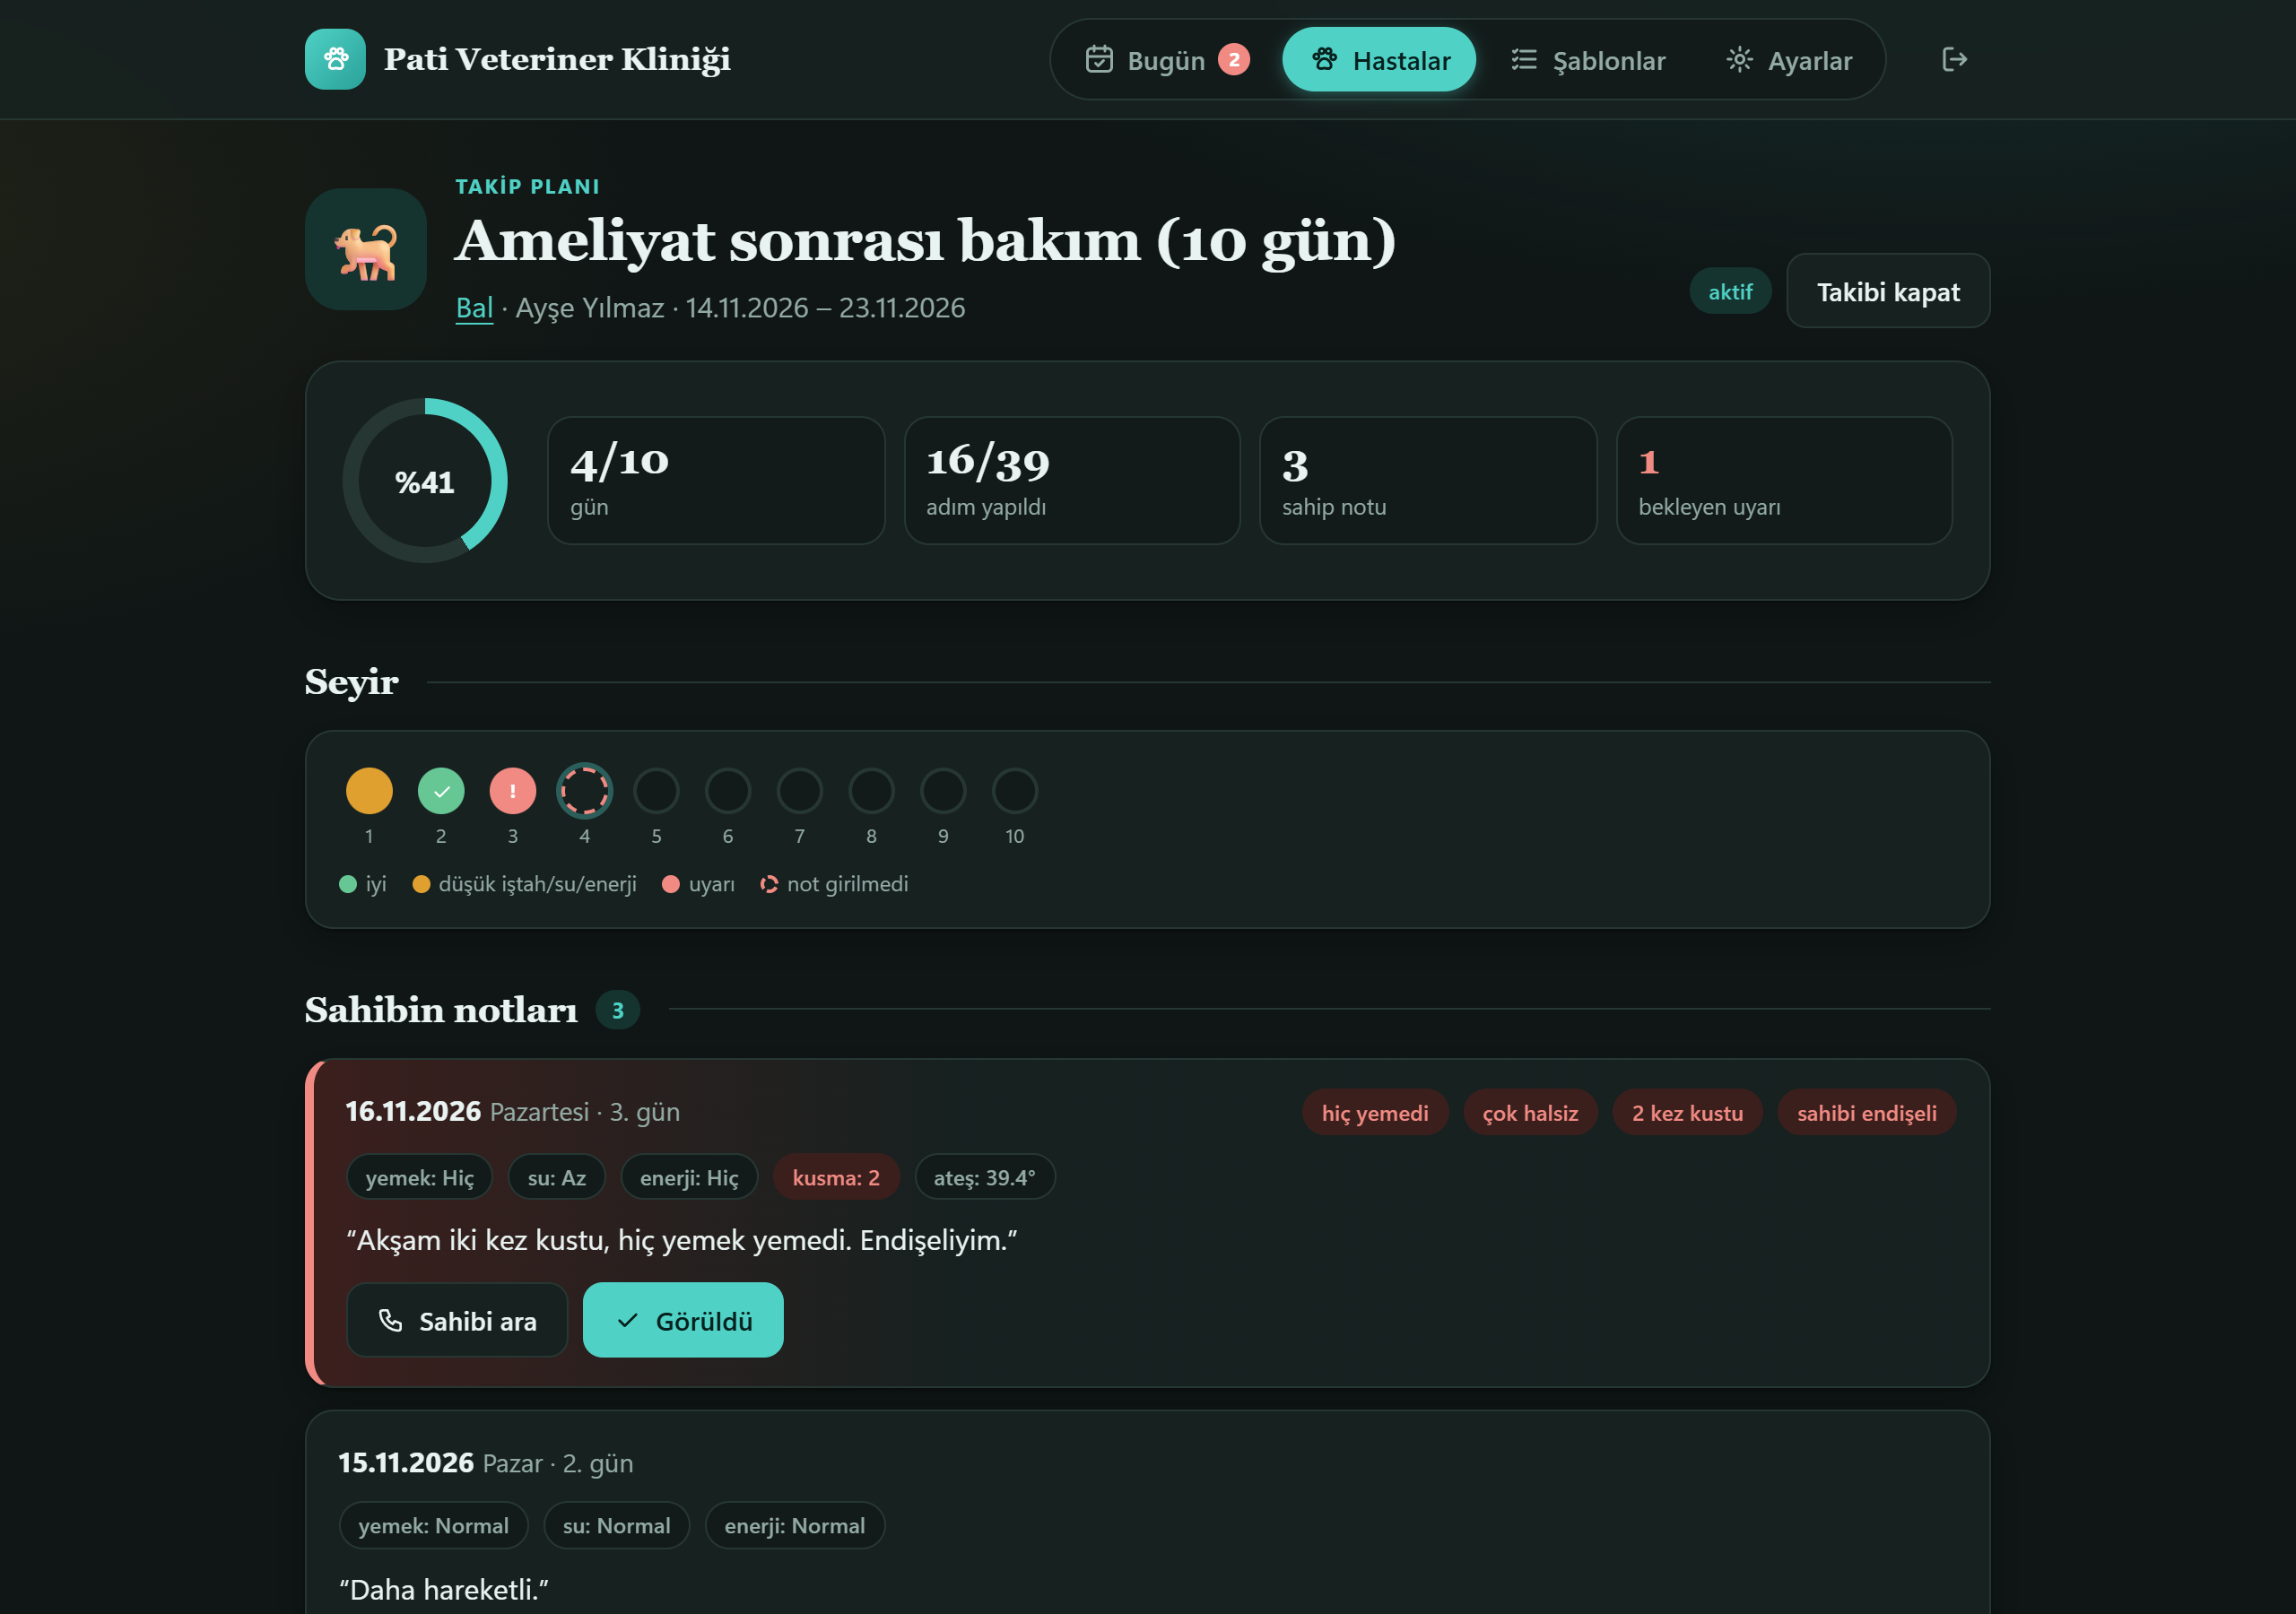 Pati Veteriner Kliniği
Bugün 2
Hastalar
Şablonlar
Ayarlar
TAKİP PLANI
Ameliyat sonrası bakım (10 gün)
Bal · Ayşe Yılmaz · 14.11.2026 – 23.11.2026
aktif
Takibi kapat
%41
4/10
gün
16/39
adım yapıldı
3
sahip notu
1
bekleyen uyarı
Seyir
!
1 2 3 4 5 6 7 8 9 10
iyi düşük iştah/su/enerji uyarı not girilmedi
Sahibin notları 3
16.11.2026 Pazartesi · 3. gün
hiç yemedi çok halsiz 2 kez kustu sahibi endişeli
yemek: Hiç su: Az enerji: Hiç kusma: 2 ateş: 39.4°
“Akşam iki kez kustu, hiç yemek yemedi. Endişeliyim.”
Sahibi ara Görüldü
15.11.2026 Pazar · 2. gün
yemek: Normal su: Normal enerji: Normal
“Daha hareketli.”